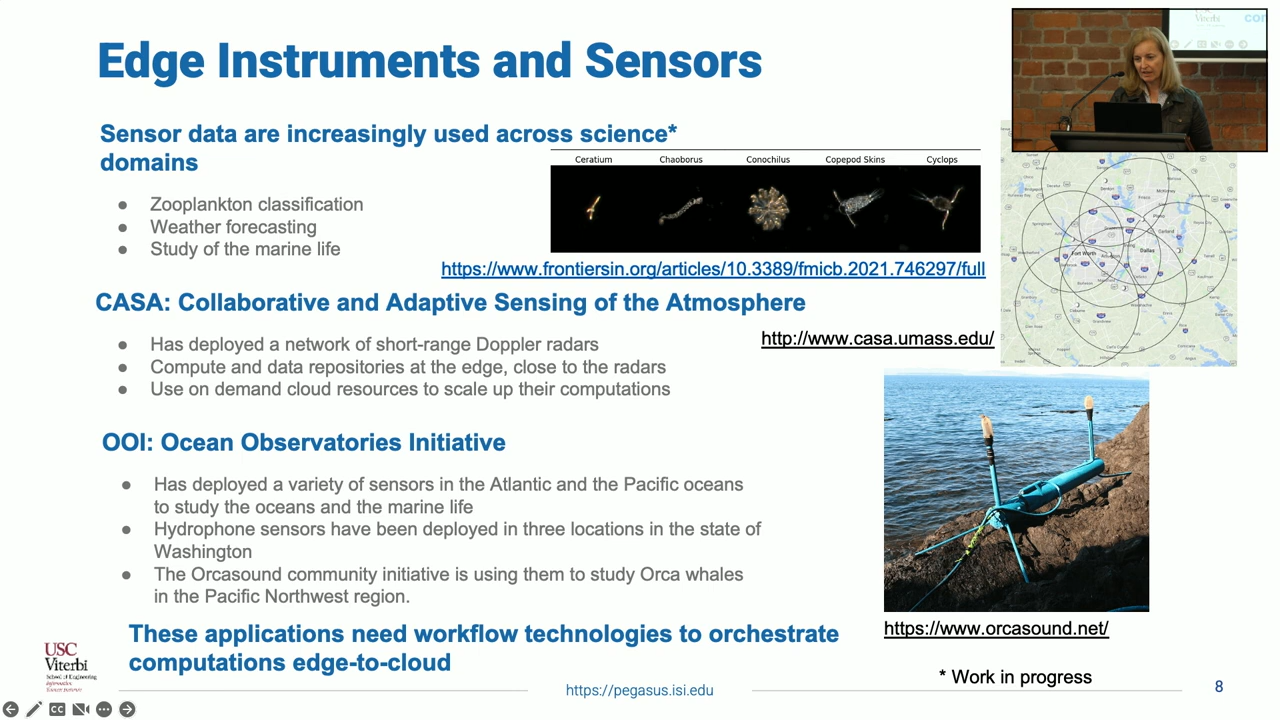 Edge Instruments and Sensors
Sensor data are increasingly used across science*
domains
● Zooplankton classification
● Weather forecasting
● Study of the marine life
Ceratium Chaoborus Conochilus Copepod Skins Cyclops
https://www.frontiersin.org/articles/10.3389/fmicb.2021.746297/full
CASA: Collaborative and Adaptive Sensing of the Atmosphere
● Has deployed a network of short-range Doppler radars
● Compute and data repositories at the edge, close to the radars
● Use on demand cloud resources to scale up their computations
http://www.casa.umass.edu/
Fort Worth
Dallas
OOI: Ocean Observatories Initiative
● Has deployed a variety of sensors in the Atlantic and the Pacific oceans
to study the oceans and the marine life
● Hydrophone sensors have been deployed in three locations in the state of
Washington
● The Orcasound community initiative is using them to study Orca whales
in the Pacific Northwest region.
https://www.orcasound.net/
These applications need workflow technologies to orchestrate
computations edge-to-cloud
* Work in progress
USC
Viterbi
School of Engineering
https://pegasus.isi.edu
8
CC